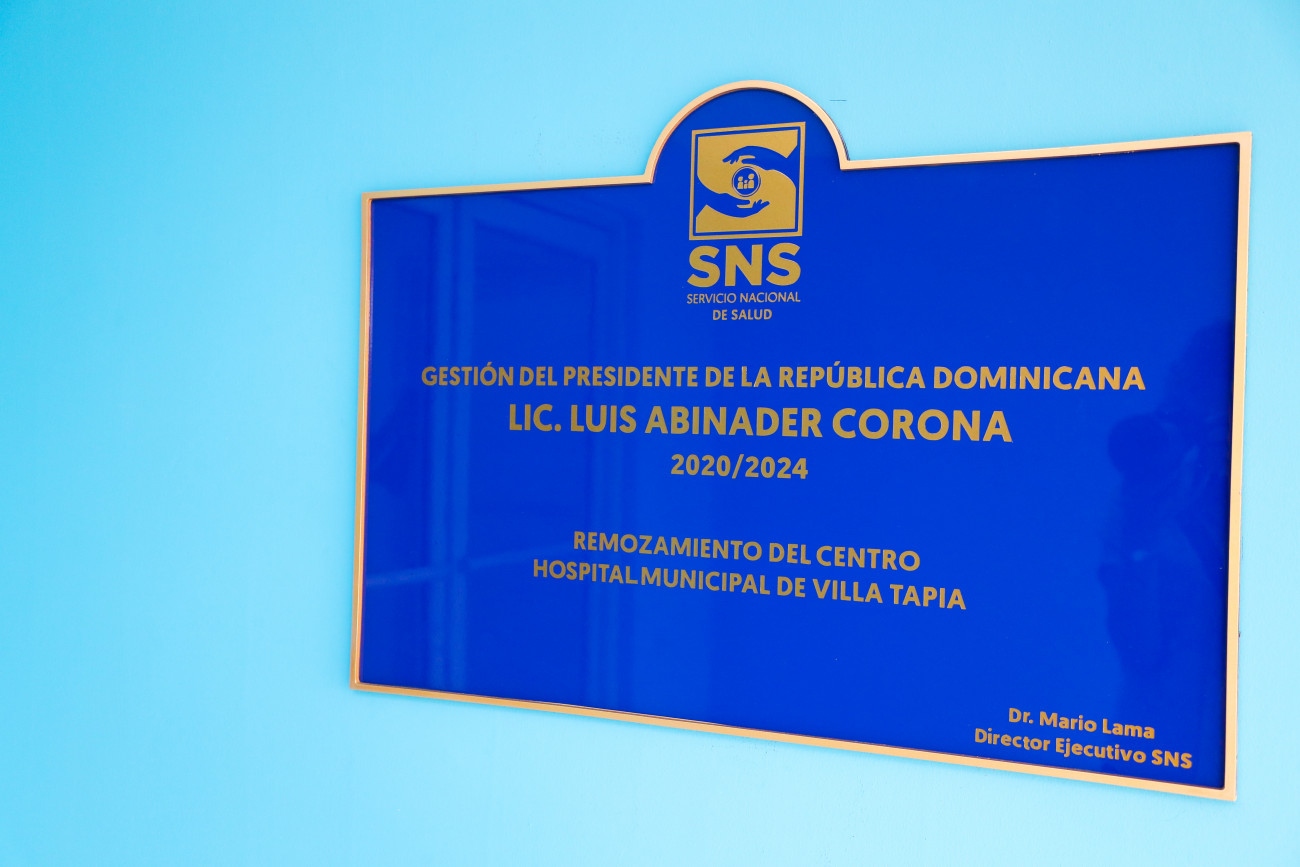 SNS
SERVICIO NACIONAL
DE SALUD
GESTIÓN DEL PRESIDENTE DE LA REPÚBLICA DOMINICANA
LIC. LUIS ABINADER CORONA
2020/2024
REMOZAMIENTO DEL CENTRO
HOSPITAL MUNICIPAL DE VILLA TAPIA
Dr. Mario Lama
Director Ejecutivo SNS